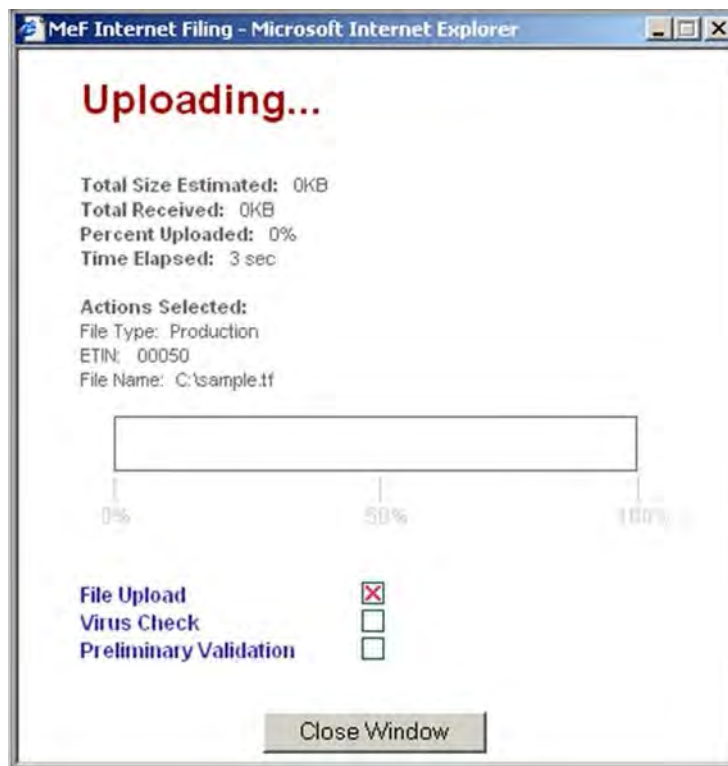 MeF Internet Filing - Microsoft Internet Explorer
Uploading...
Total Size Estimated: 0KB
Total Received: 0KB
Percent Uploaded: 0%
Time Elapsed: 3 sec
Actions Selected:
File Type: Production
ETIN: 00050
File Name: C:\sample.tf
0% 50% 100%
File Upload
Virus Check
Preliminary Validation
Close Window